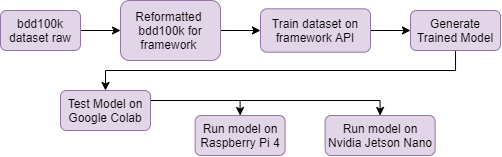 bdd100k
dataset raw
Reformatted
bdd100k for
framework
Train dataset on
framework API
Generate
Trained Model
Test Model on
Google Colab
Run model on
Raspberry Pi 4
Run model on
Nvidia Jetson Nano